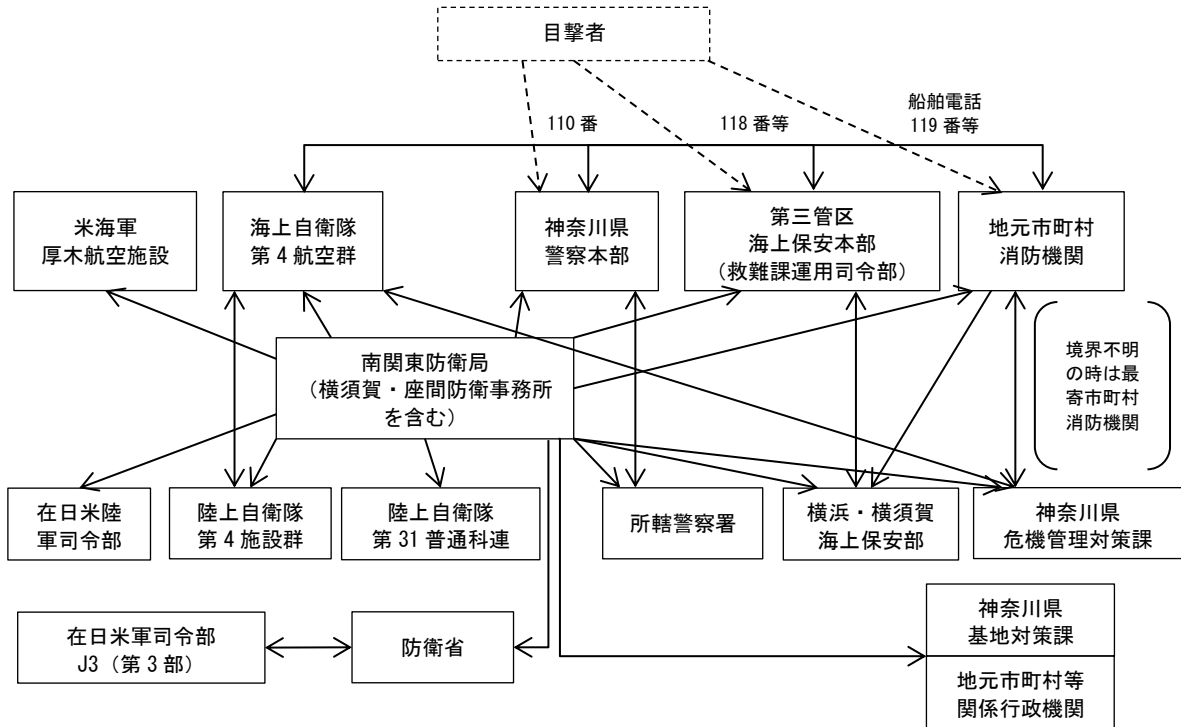 目撃者
110 番
118 番等
船舶電話
119 番等
米海軍
厚木航空施設
海上自衛隊
第 4 航空群
神奈川県
警察本部
第三管区
海上保安本部
（救難課運用司令部）
地元市町村
消防機関
南関東防衛局
（横須賀・座間防衛事務所
を含む）
境界不明
の時は最
寄市町村
消防機関
在日米陸
軍司令部
陸上自衛隊
第 4 施設群
陸上自衛隊
第 31 普通科連
所轄警察署
横浜・横須賀
海上保安部
神奈川県
危機管理対策課
在日米軍司令部
J3（第 3 部）
防衛省
神奈川県
基地対策課
地元市町村等
関係行政機関